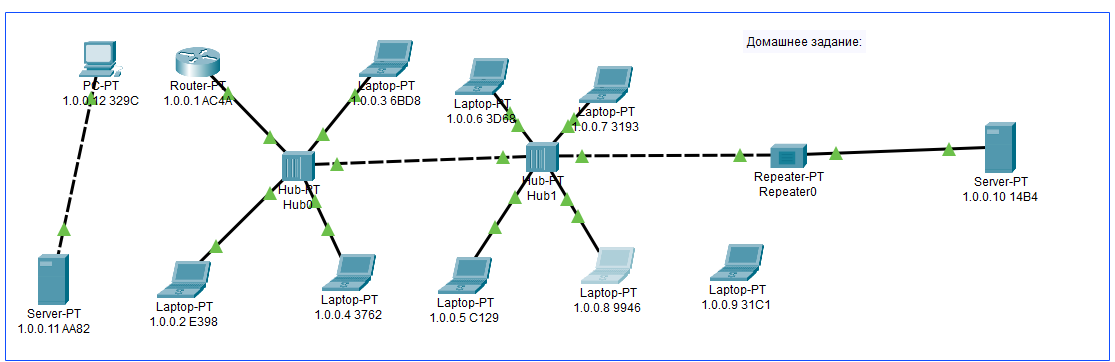 Домашнее задание:
PC-PT
1.0.0.12 329C
Router-PT
1.0.0.1 AC4A
Laptop-PT
1.0.0.3 6BD8
Laptop-PT
1.0.0.6 3D68
Laptop-PT
1.0.0.7 3193
Hub-PT
Hub0
Hub-PT
Hub1
Repeater-PT
Repeater0
Server-PT
1.0.0.10 14B4
Server-PT
1.0.0.11 AA82
Laptop-PT
1.0.0.2 E398
Laptop-PT
1.0.0.4 3762
Laptop-PT
1.0.0.5 C129
Laptop-PT
1.0.0.8 9946
Laptop-PT
1.0.0.9 31C1